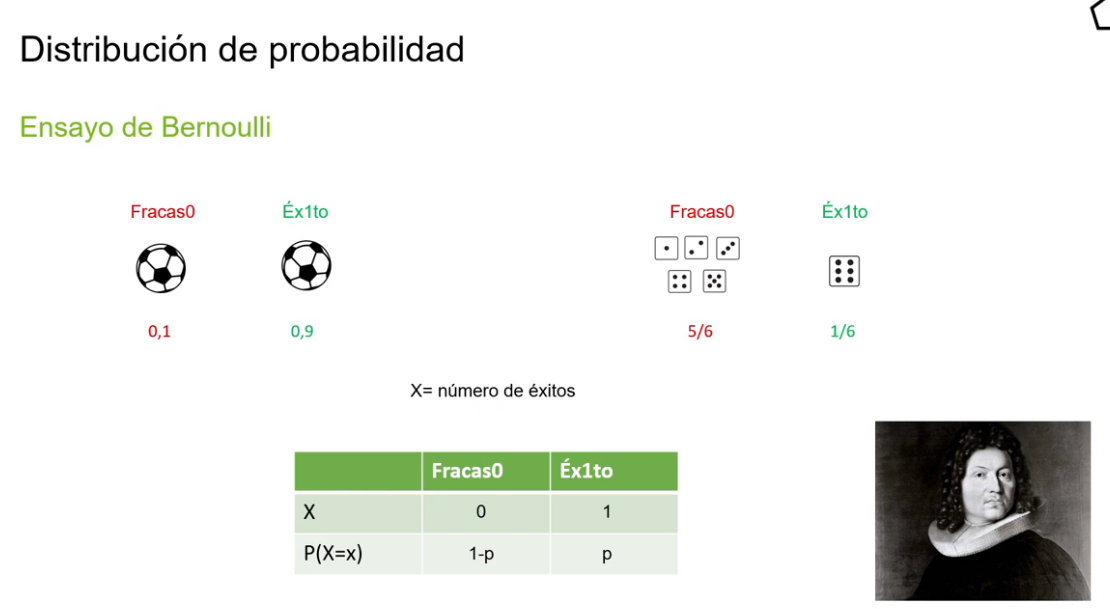 Distribución de probabilidad
Ensayo de Bernoulli
Fracas0 Éx1to Fracas0 Éx1to
0,1 0,9 5/6 1/6
X= número de éxitos
Fracas0 Éx1to
X 0 1
P(X=x) 1-p p